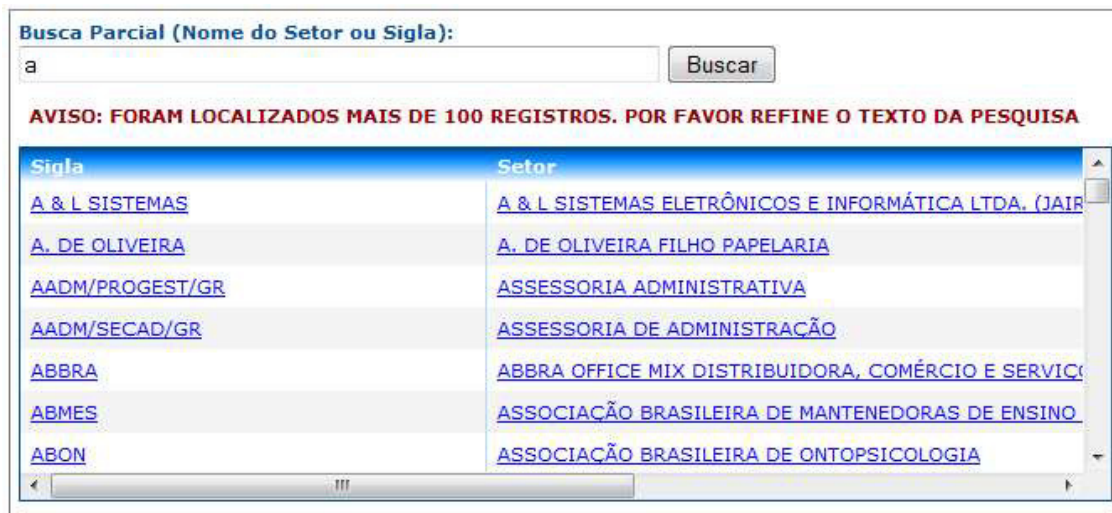 Busca Parcial (Nome do Setor ou Sigla):
a Buscar
AVISO: FORAM LOCALIZADOS MAIS DE 100 REGISTROS. POR FAVOR REFINE O TEXTO DA PESQUISA
Sigla Setor
A & L SISTEMAS A & L SISTEMAS ELETRÔNICOS E INFORMÁTICA LTDA. (JAIR
A. DE OLIVEIRA A. DE OLIVEIRA FILHO PAPELARIA
AADM/PROGEST/GR ASSESSORIA ADMINISTRATIVA
AADM/SECAD/GR ASSESSORIA DE ADMINISTRAÇÃO
ABBRA ABBRA OFFICE MIX DISTRIBUIDORA, COMÉRCIO E SERVIÇO
ABMES ASSOCIAÇÃO BRASILEIRA DE MANTENEDORAS DE ENSINO
ABON ASSOCIAÇÃO BRASILEIRA DE ONTOPSICOLOGIA